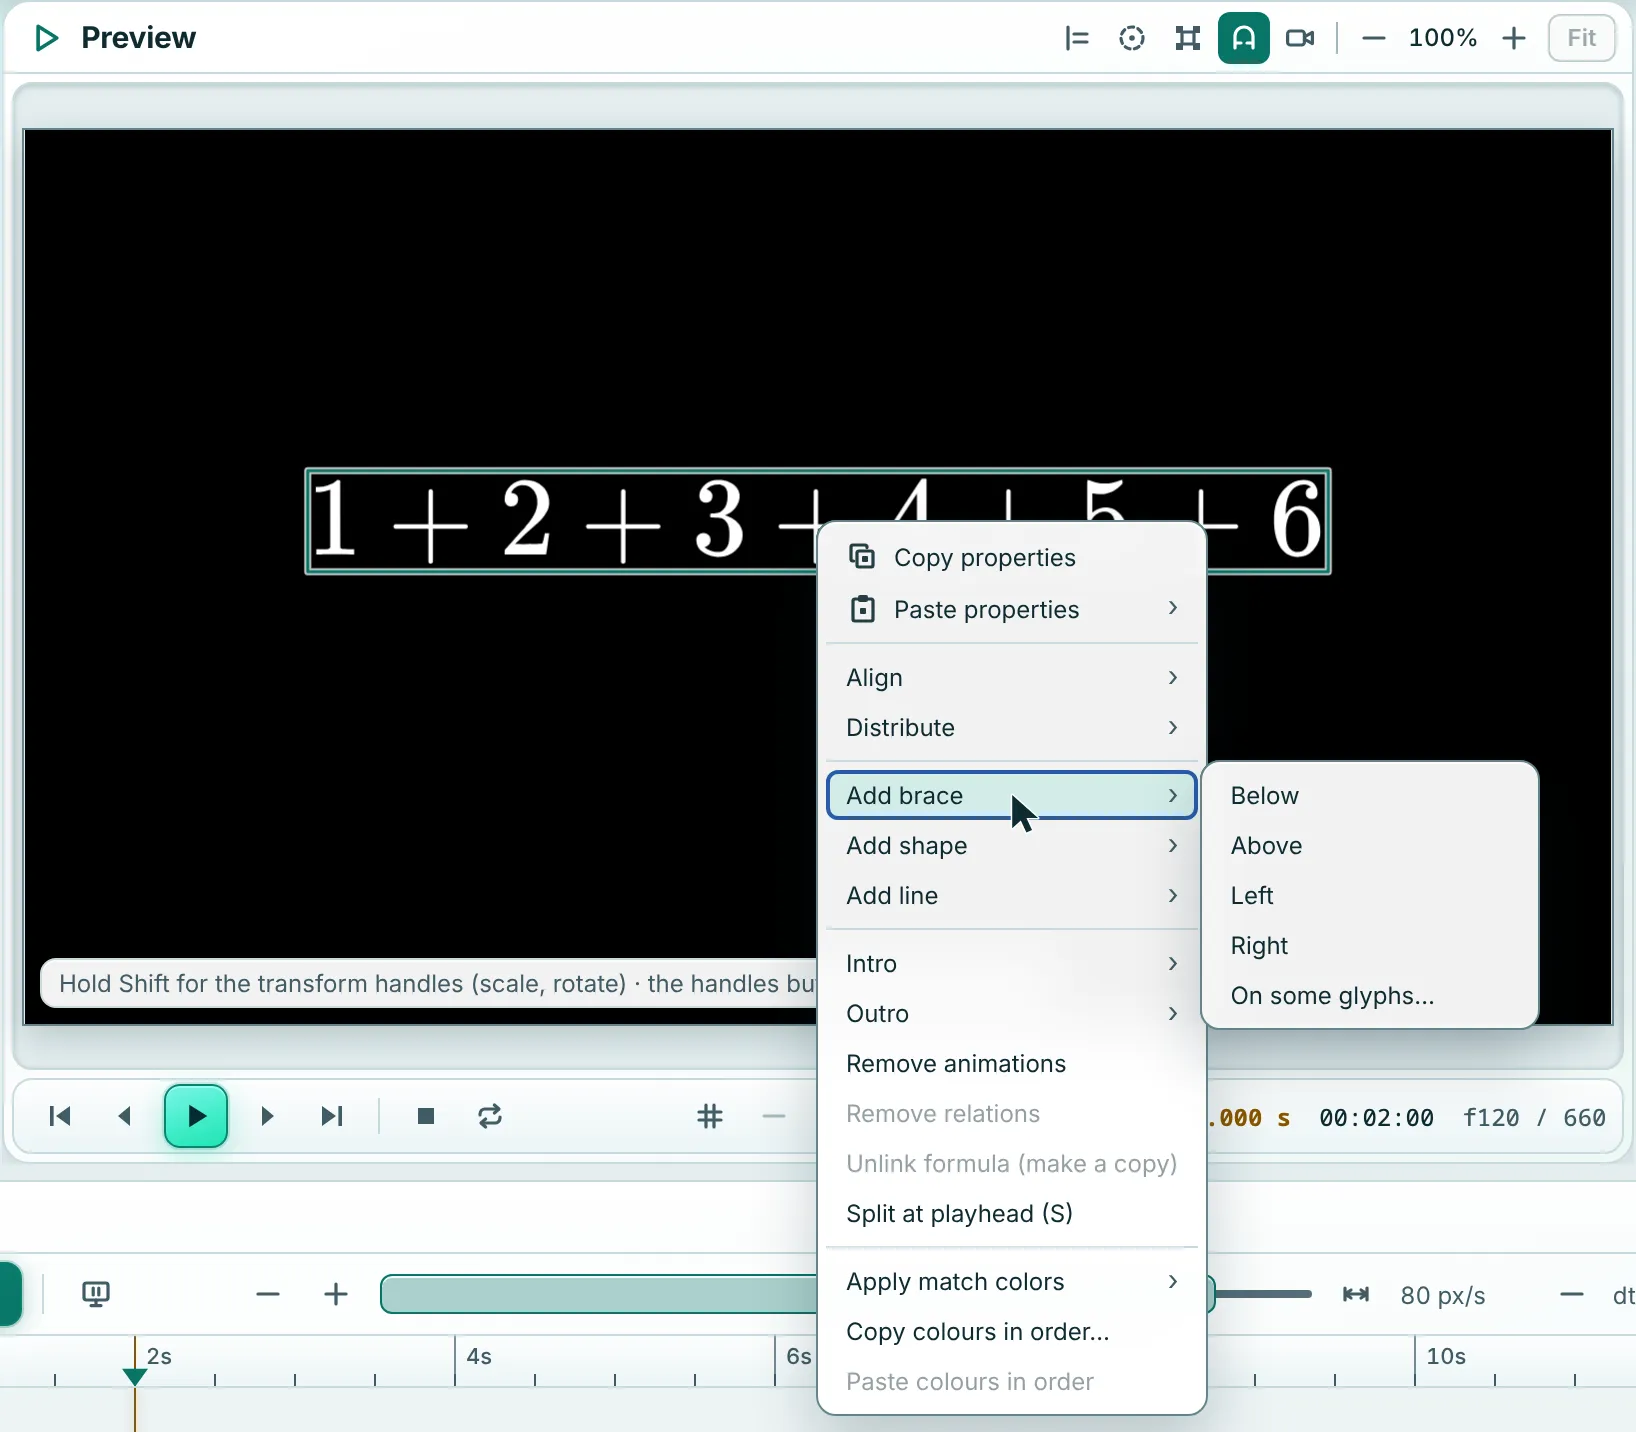 Preview
100%
Fit
1 + 2 + 3 + 4 + 5 + 6
Copy properties
Paste properties
Align
Distribute
Add brace
Add shape
Add line
Below
Above
Left
Right
On some glyphs...
Intro
Outro
Remove animations
Remove relations
Unlink formula (make a copy)
Split at playhead (S)
Apply match colors
Copy colours in order...
Paste colours in order
Hold Shift for the transform handles (scale, rotate) · the handles bu
.000 s 00:02:00 f120 / 660
80 px/s
dt
2s 4s 6s 10s